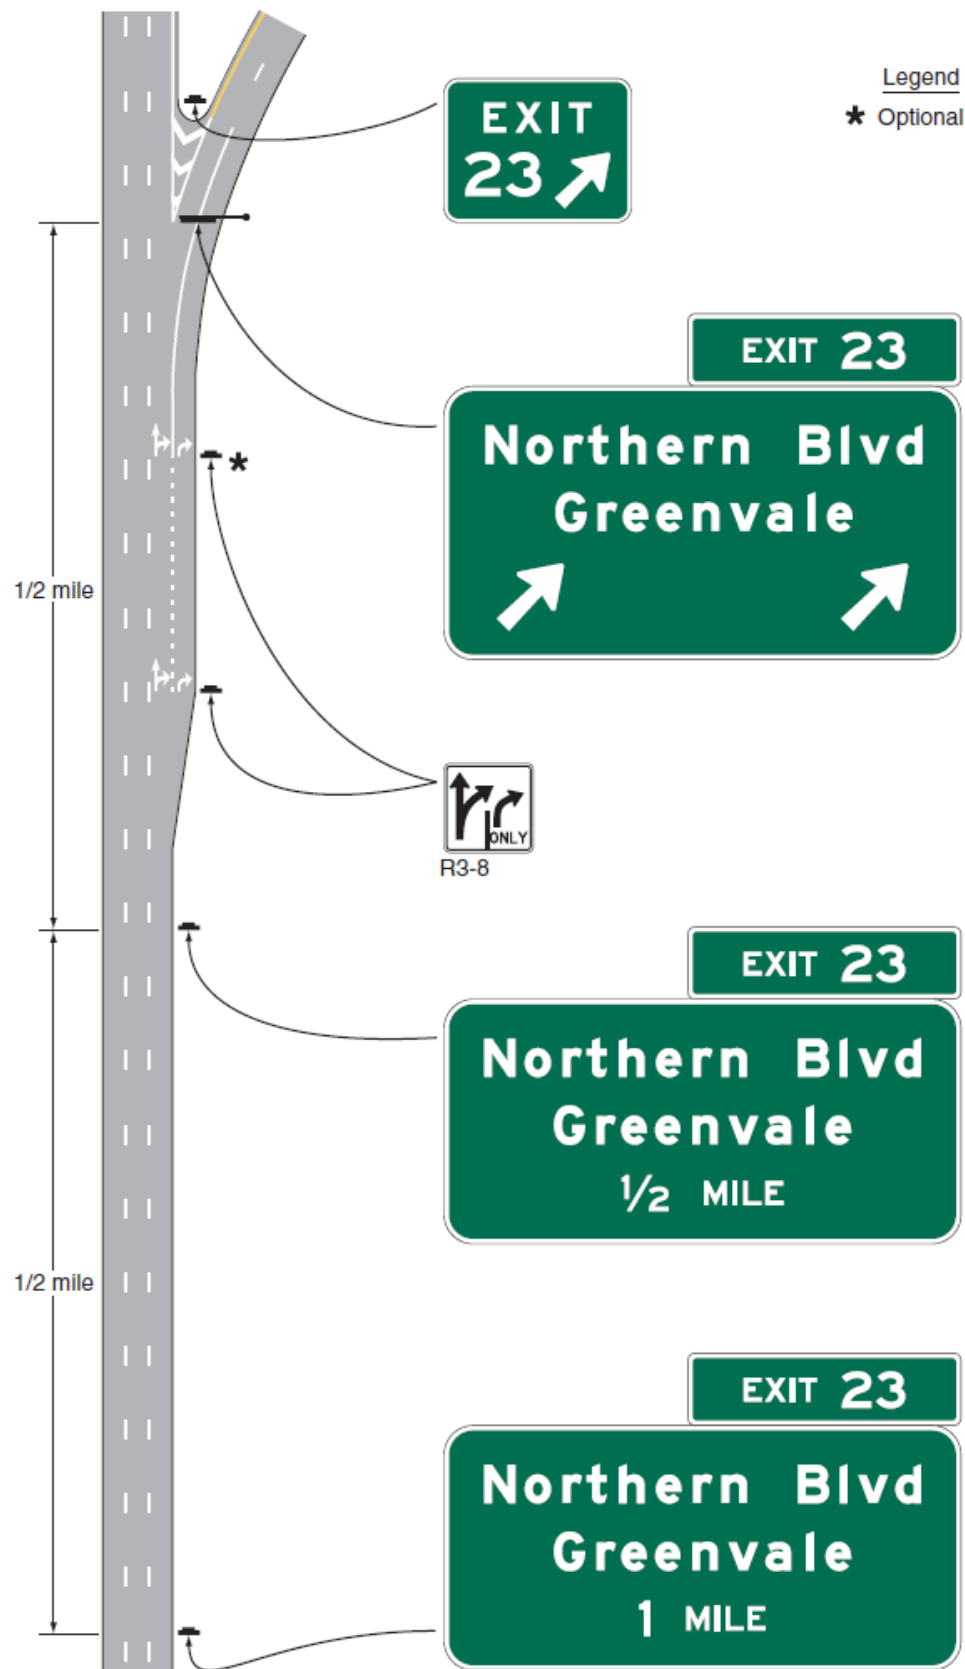 Legend
* Optional
EXIT
23
EXIT 23
Northern Blvd
Greenvale
1/2 mile
*
ONLY
R3-8
EXIT 23
Northern Blvd
Greenvale
1/2 MILE
1/2 mile
EXIT 23
Northern Blvd
Greenvale
1 MILE